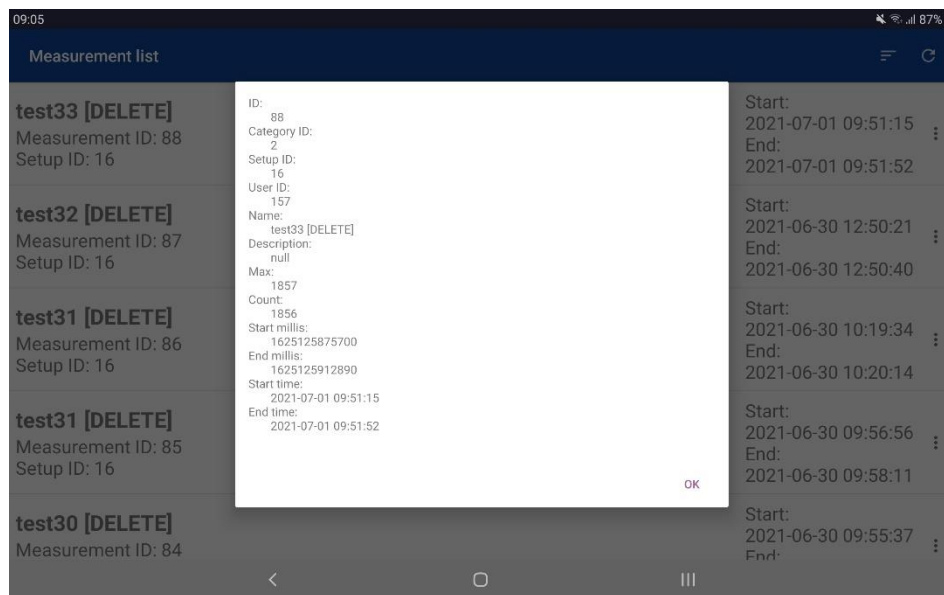 09:05
87%
Measurement list
test33 [DELETE]
Measurement ID: 88
Setup ID: 16
Start:
2021-07-01 09:51:15
End:
2021-07-01 09:51:52
test32 [DELETE]
Measurement ID: 87
Setup ID: 16
Start:
2021-06-30 12:50:21
End:
2021-06-30 12:50:40
test31 [DELETE]
Measurement ID: 86
Setup ID: 16
Start:
2021-06-30 10:19:34
End:
2021-06-30 10:20:14
test31 [DELETE]
Measurement ID: 85
Setup ID: 16
Start:
2021-06-30 09:56:56
End:
2021-06-30 09:58:11
test30 [DELETE]
Measurement ID: 84
Start:
2021-06-30 09:55:37
End:
ID:
88
Category ID:
2
Setup ID:
16
User ID:
157
Name:
test33 [DELETE]
Description:
null
Max:
1857
Count:
1856
Start millis:
1625125875700
End millis:
1625125912890
Start time:
2021-07-01 09:51:15
End time:
2021-07-01 09:51:52
OK